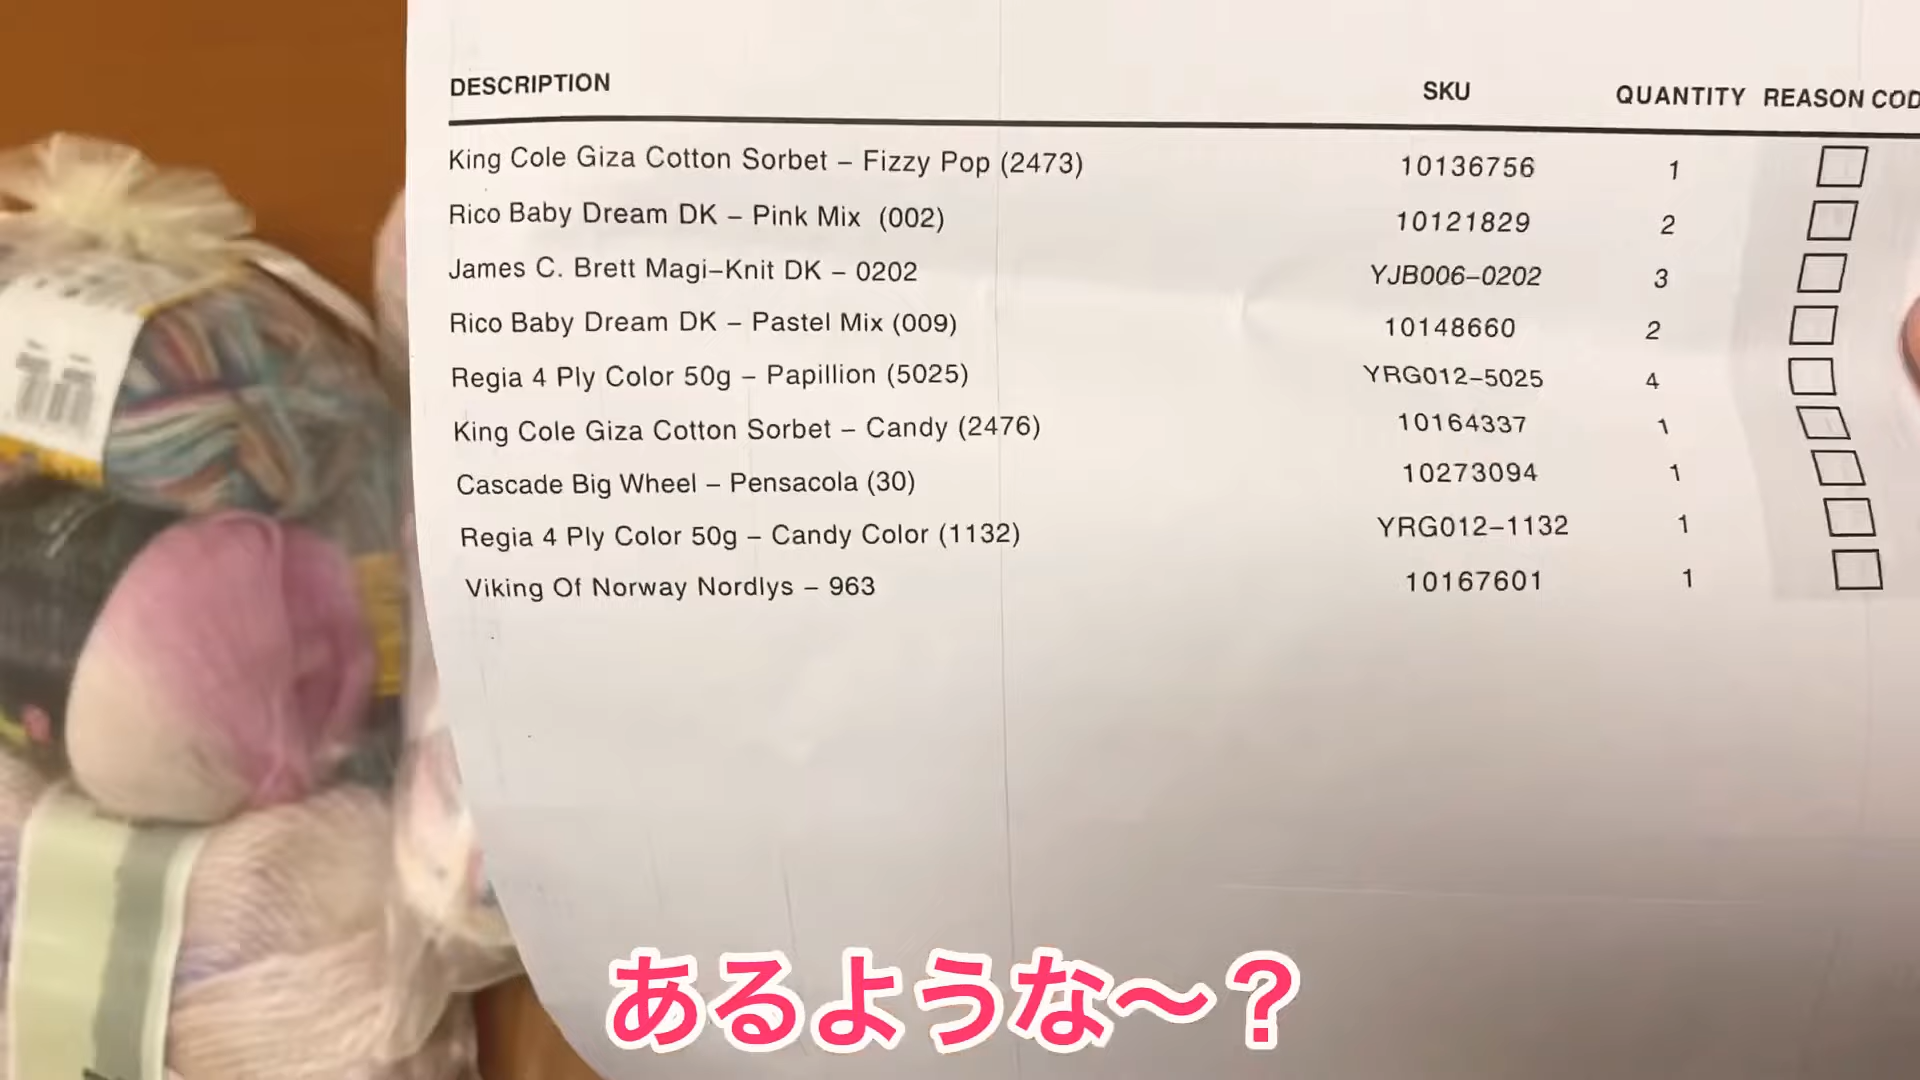 DESCRIPTION SKU QUANTITY REASON COD
King Cole Giza Cotton Sorbet – Fizzy Pop (2473) 10136756 1
Rico Baby Dream DK – Pink Mix (002) 10121829 2
James C. Brett Magi–Knit DK – 0202 YJB006–0202 3
Rico Baby Dream DK – Pastel Mix (009) 10148660 2
Regia 4 Ply Color 50g – Papillion (5025) YRG012–5025 4
King Cole Giza Cotton Sorbet – Candy (2476) 10164337 1
Cascade Big Wheel – Pensacola (30) 10273094 1
Regia 4 Ply Color 50g – Candy Color (1132) YRG012–1132 1
Viking Of Norway Nordlys – 963 10167601 1
あるような〜？